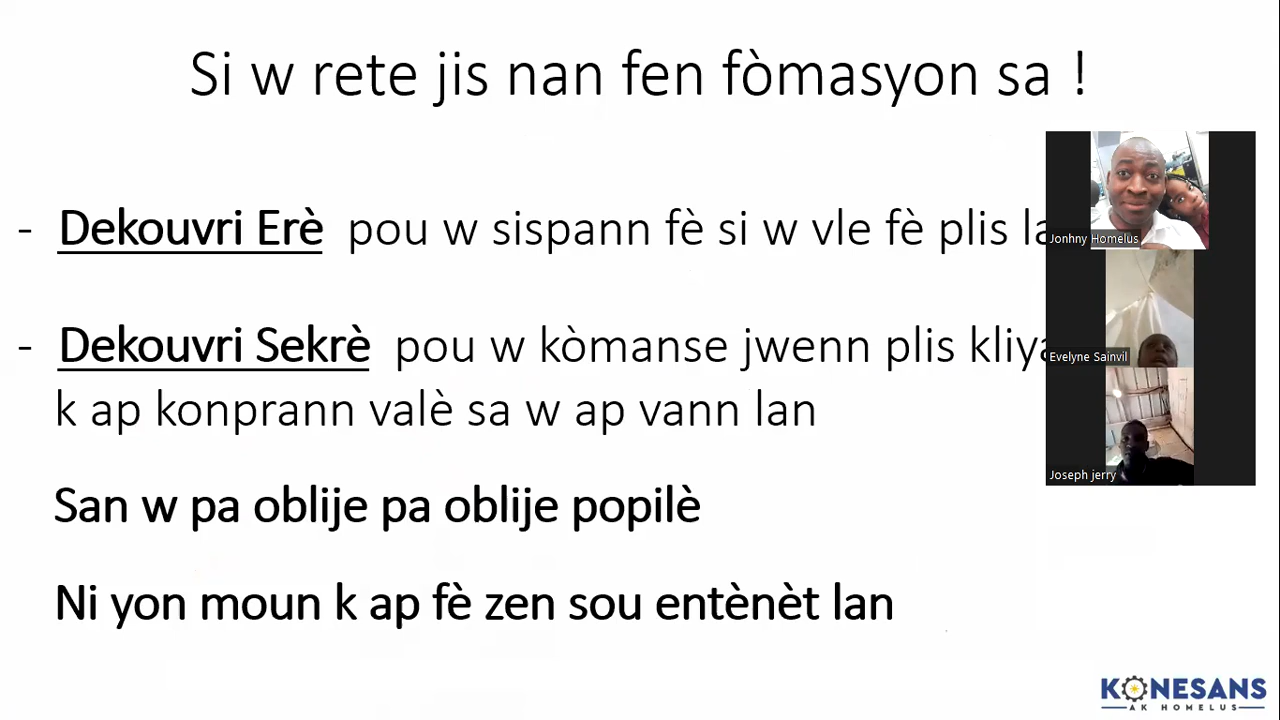 Si w rete jis nan fen fòmasyon sa !
- Dekouvri Erè pou w sispann fè si w vle fè plis
Jonhny Homelus
- Dekouvri Sekrè pou w kòmanse jwenn plis
Evelyne Sainvil
k ap konprann valè sa w ap vann lan
Joseph jerry
San w pa oblije pa oblije popilè
Ni yon moun k ap fè zen sou entènèt lan
KONESANS
AK HOMELUS